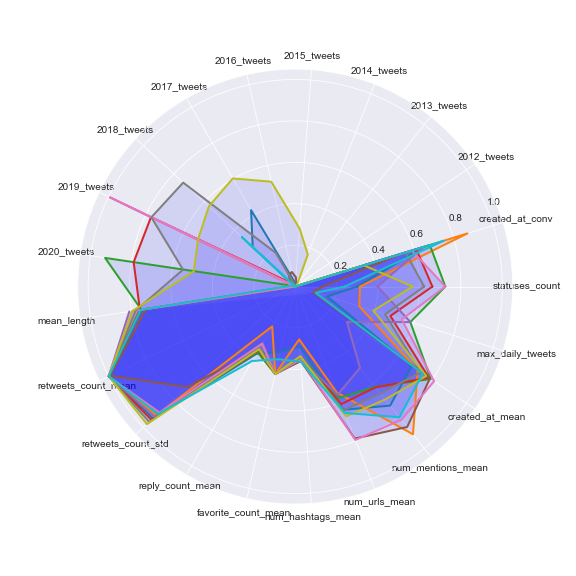 2015_tweets
2016_tweets
2014_tweets
2017_tweets
2013_tweets
2018_tweets
2012_tweets
2019_tweets
1.0
0.8
created_at_conv
0.6
0.4
2020_tweets
0.2
statuses_count
mean_length
max_daily_tweets
retweets_count_mean
created_at_mean
retweets_count_std
num_mentions_mean
reply_count_mean
num_urls_mean
favorite_count_mean
num_hashtags_mean